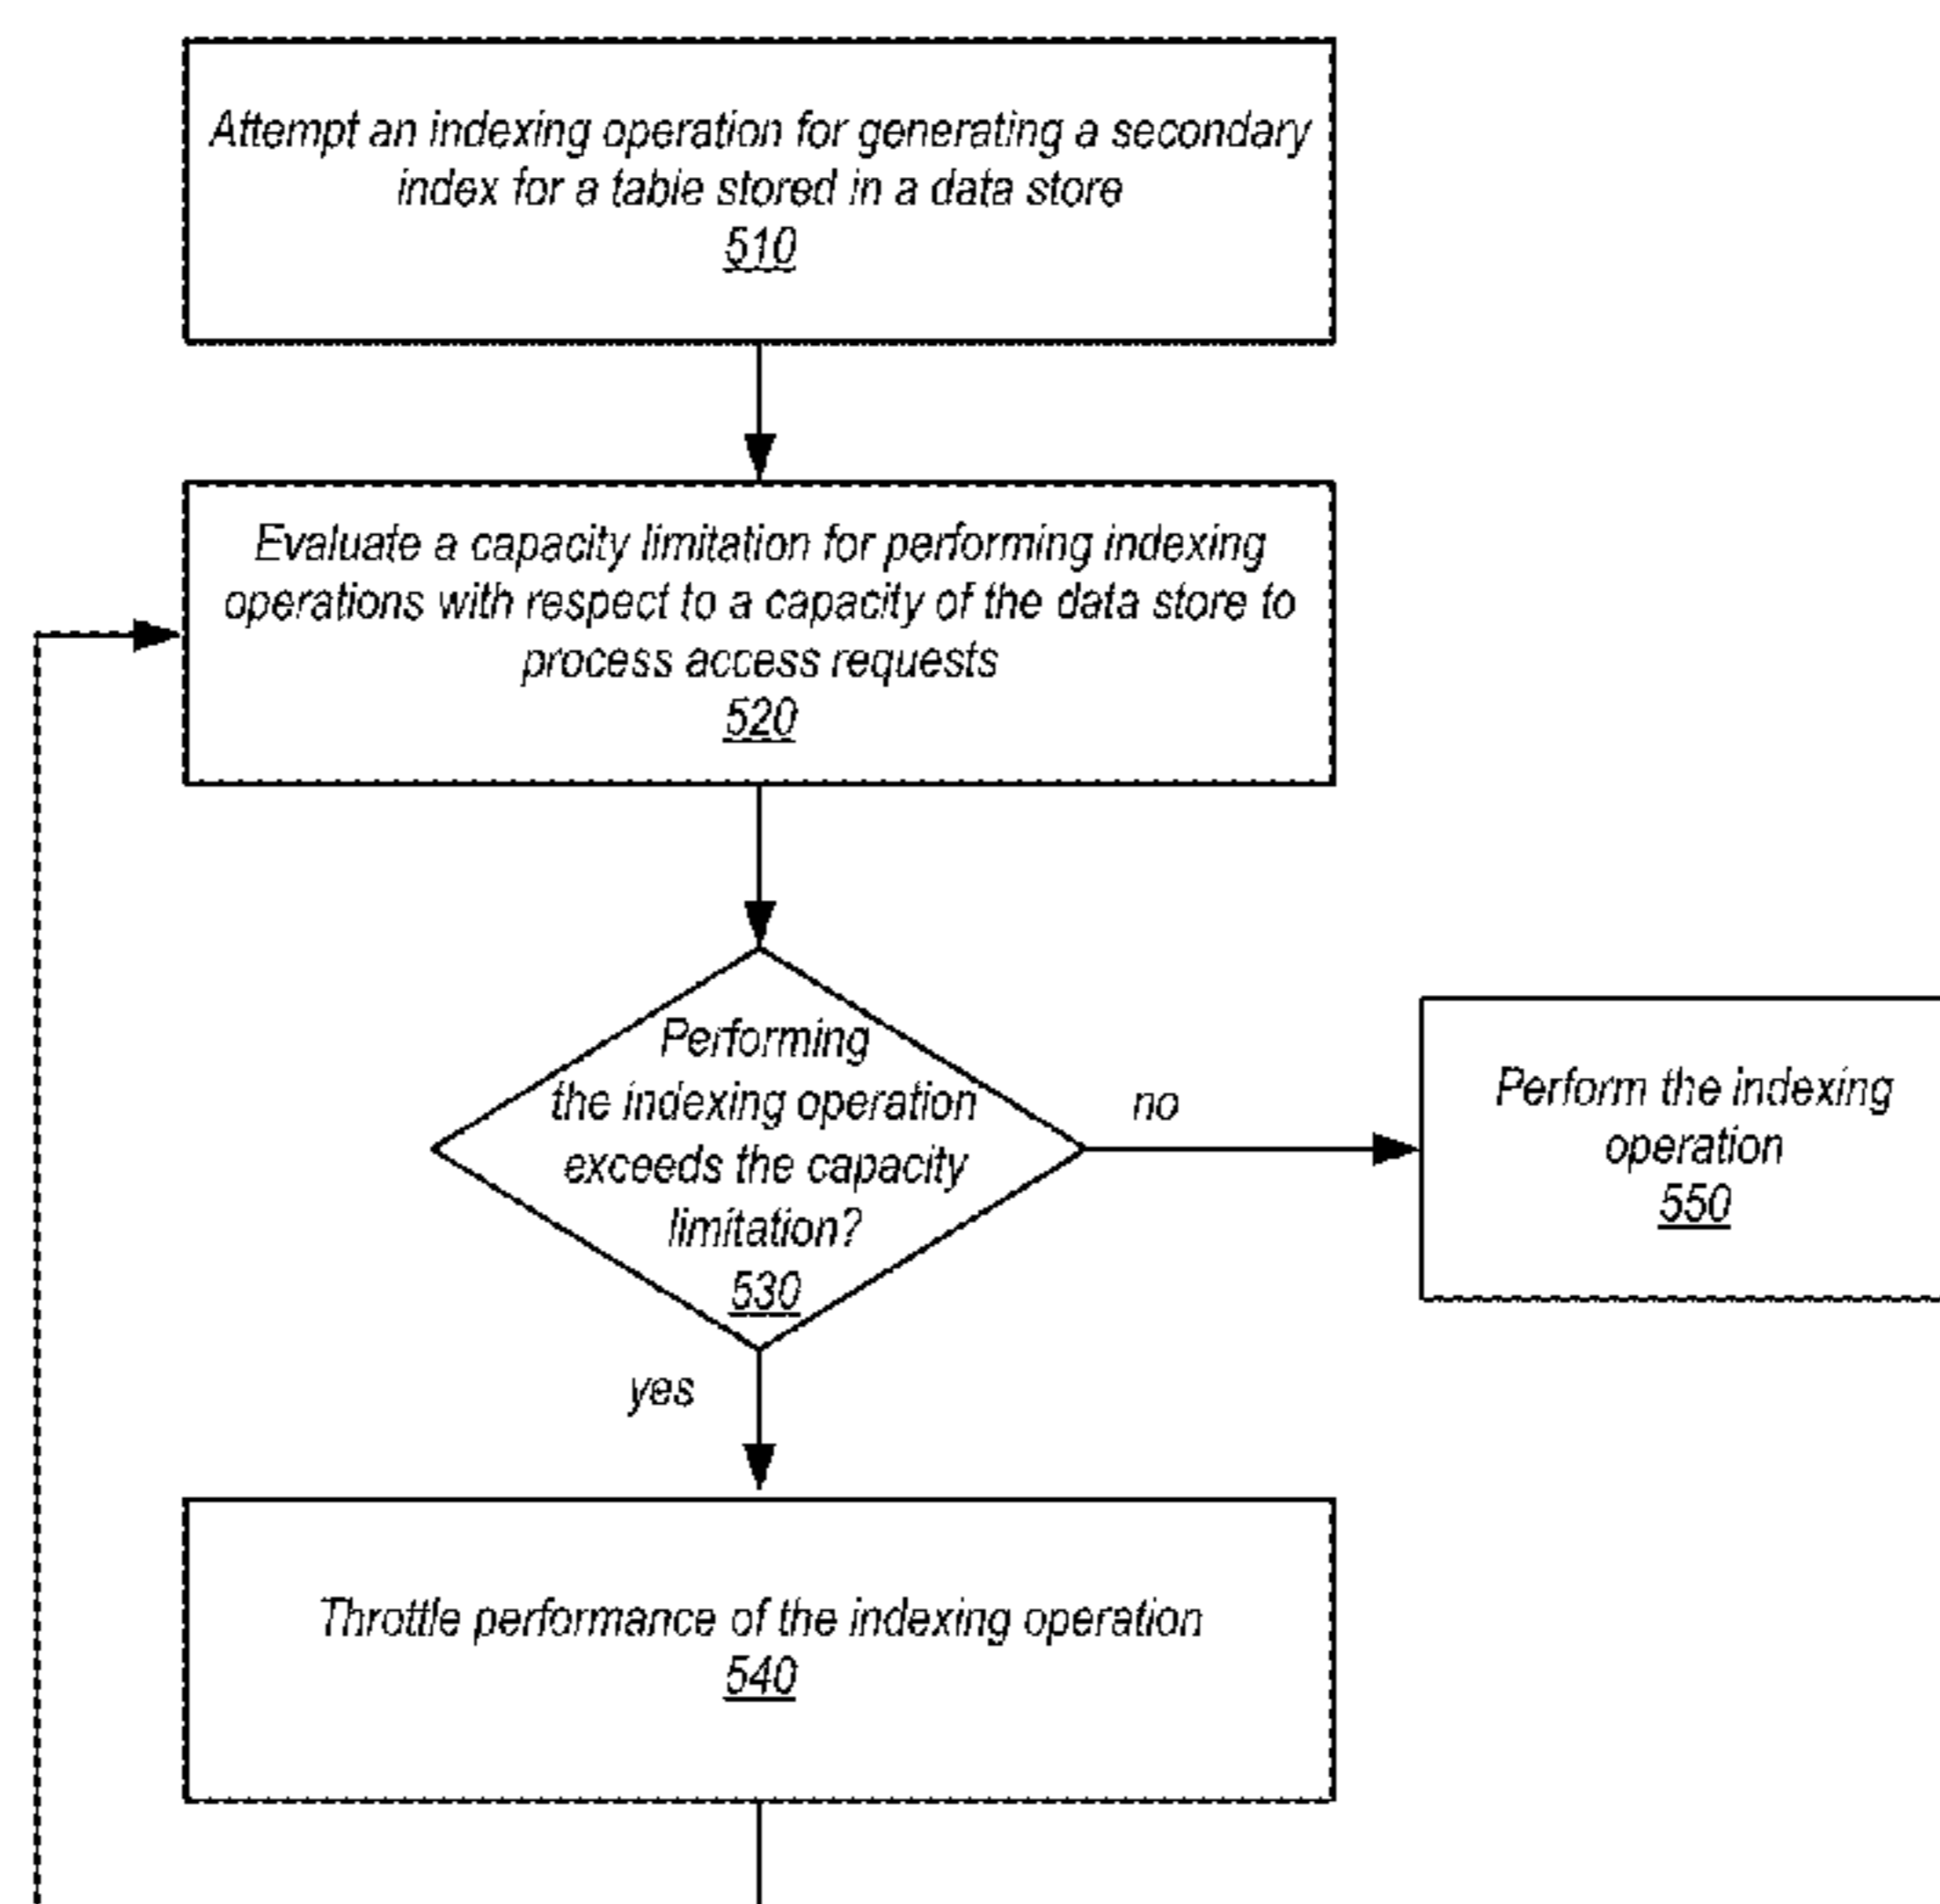 Attempt an indexing operation for generating a secondary
index for a table stored in a data store
510
Evaluate a capacity limitation for performing indexing
operations with respect to a capacity of the data store to
process access requests
520
Performing
the indexing operation
exceeds the capacity
limitation?
530
no
Perform the indexing
operation
550
yes
Throttle performance of the indexing operation
540